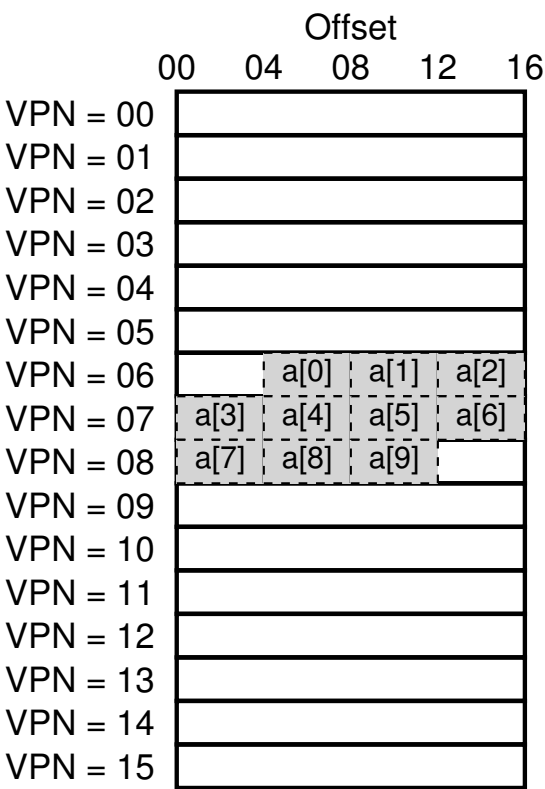 Offset
00 04 08 12 16
VPN = 00
VPN = 01
VPN = 02
VPN = 03
VPN = 04
VPN = 05
VPN = 06 a[0] a[1] a[2]
VPN = 07 a[3] a[4] a[5] a[6]
VPN = 08 a[7] a[8] a[9]
VPN = 09
VPN = 10
VPN = 11
VPN = 12
VPN = 13
VPN = 14
VPN = 15